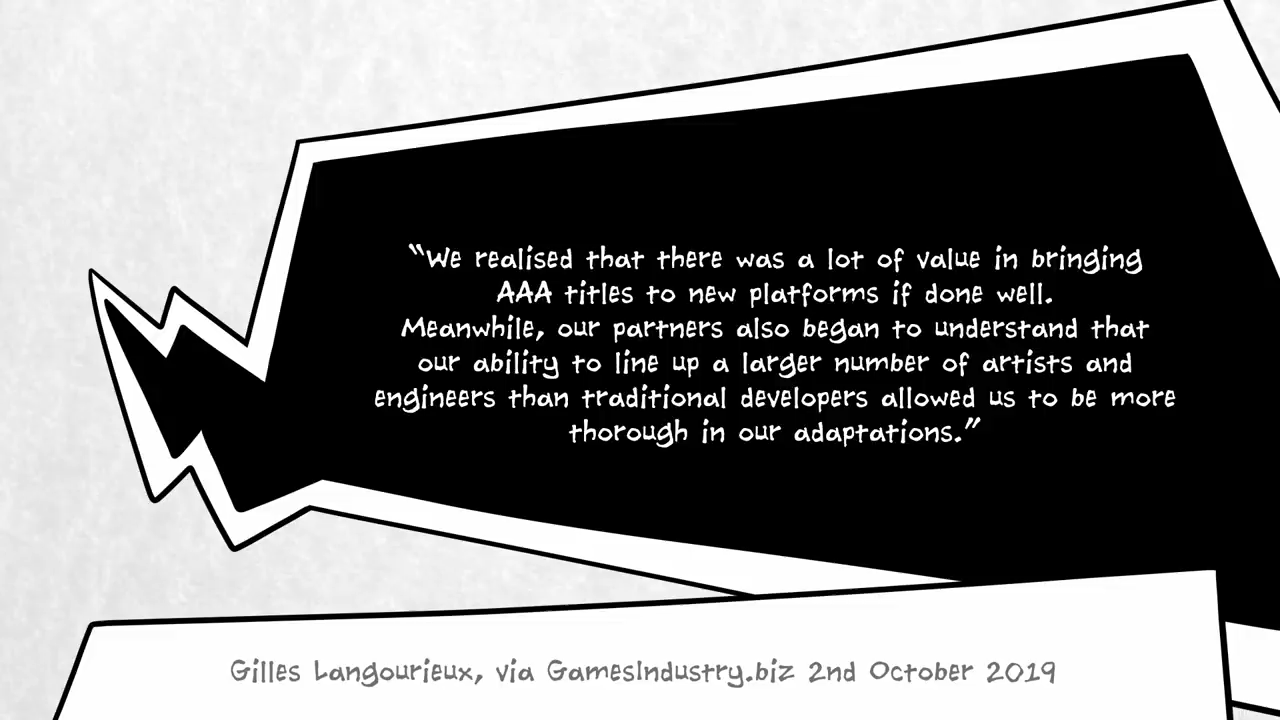 “We realised that there was a lot of value in bringing
AAA titles to new platforms if done well.
Meanwhile, our partners also began to understand that
our ability to line up a larger number of artists and
engineers than traditional developers allowed us to be more
thorough in our adaptations.”
Gilles Langourieux, via GamesIndustry.biz 2nd October 2019